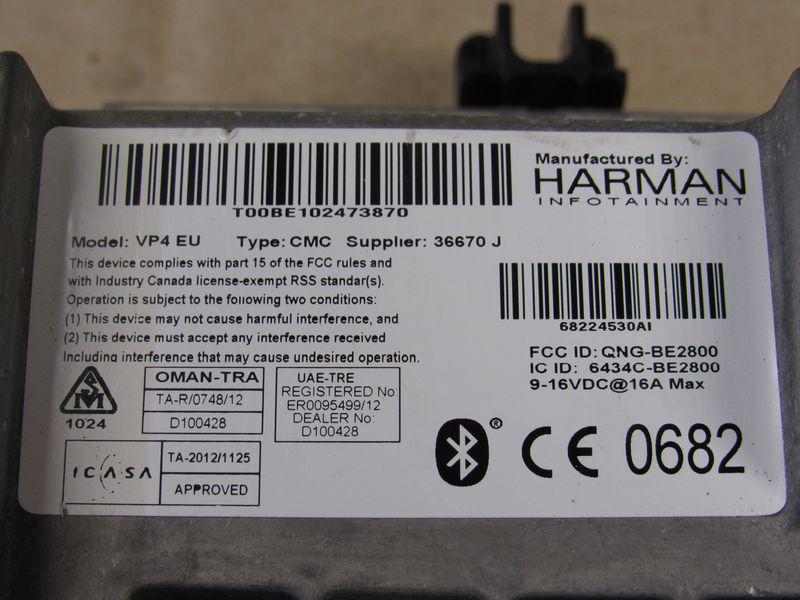 Manufactured By:
HARMAN
INFOTAINMENT
T00BE102473870
Model: VP4 EU Type: CMC Supplier: 36670 J
This device complies with part 15 of the FCC rules and
with Industry Canada license-exempt RSS standar(s).
Operation is subject to the following two conditions:
(1) This device may not cause harmful interference, and
(2) This device must accept any interference received
Including interference that may cause undesired operation.
68224530AI
FCC ID: QNG-BE2800
IC ID: 6434C-BE2800
9-16VDC@16A Max
1024
OMAN-TRA
TA-R/0748/12
D100428
UAE-TRE
REGISTERED No:
ER0095499/12
DEALER No:
D100428
ICASA
TA-2012/1125
APPROVED
® CE 0682